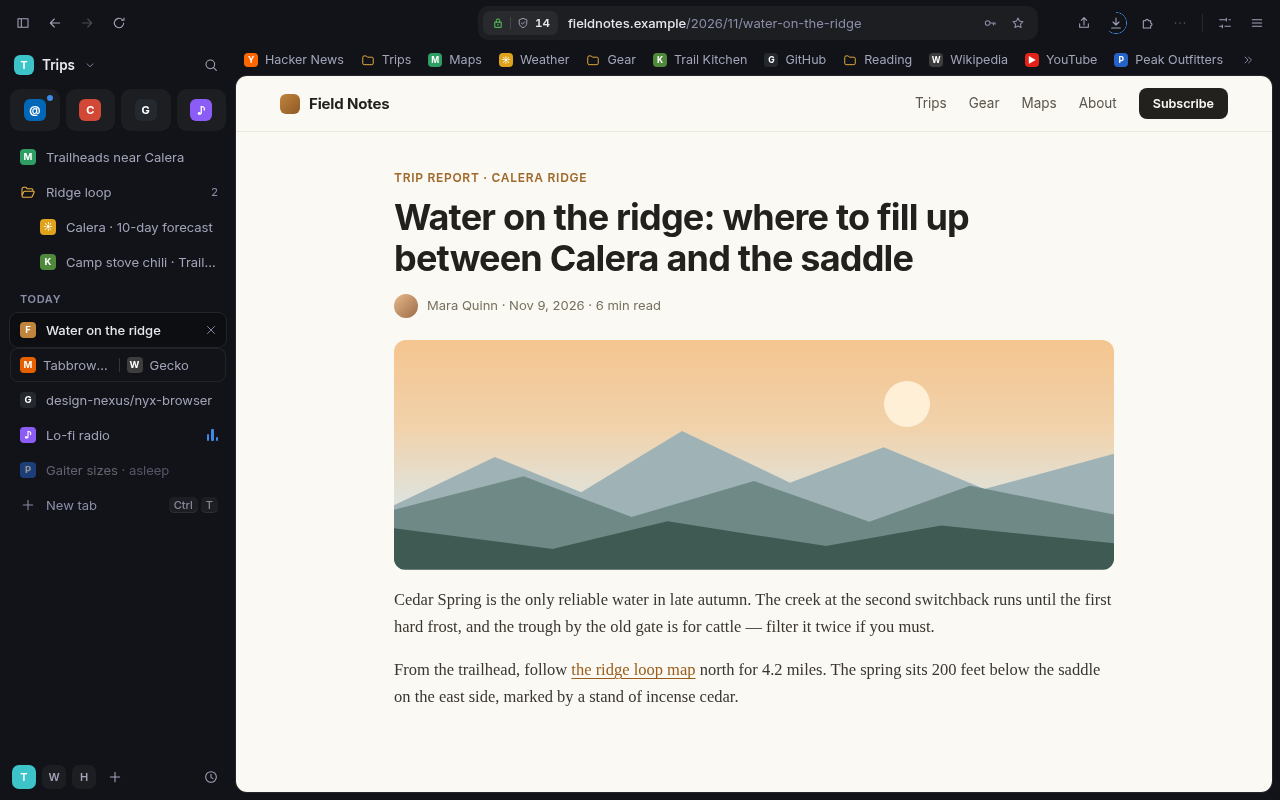 14
fieldnotes.example/2026/11/water-on-the-ridge
T Trips
Y Hacker News
Trips
M Maps
Weather
Gear
K Trail Kitchen
G GitHub
Reading
W Wikipedia
YouTube
P Peak Outfitters
@ C G
M Trailheads near Calera
Ridge loop 2
Calera · 10-day forecast
K Camp stove chili · Trail...
TODAY
F Water on the ridge
M Tabbrow... W Gecko
G design-nexus/nyx-browser
Lo-fi radio
P Gaiter sizes · asleep
New tab Ctrl T
T W H
Field Notes
Trips Gear Maps About Subscribe
TRIP REPORT · CALERA RIDGE
Water on the ridge: where to fill up
between Calera and the saddle
Mara Quinn · Nov 9, 2026 · 6 min read
Cedar Spring is the only reliable water in late autumn. The creek at the second switchback runs until the first
hard frost, and the trough by the old gate is for cattle — filter it twice if you must.
From the trailhead, follow the ridge loop map north for 4.2 miles. The spring sits 200 feet below the saddle
on the east side, marked by a stand of incense cedar.